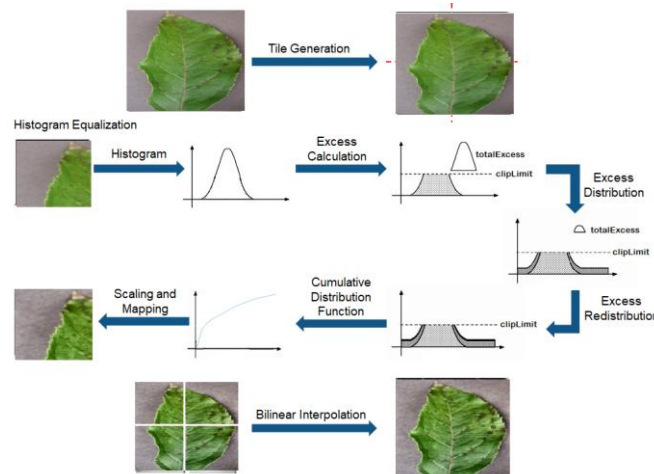 Tile Generation
Histogram Equalization
Histogram
Excess
Calculation
totalExcess
clipLimit
Excess
Distribution
totalExcess
clipLimit
Scaling and
Mapping
Cumulative
Distribution
Function
clipLimit
Excess
Redistribution
Bilinear Interpolation